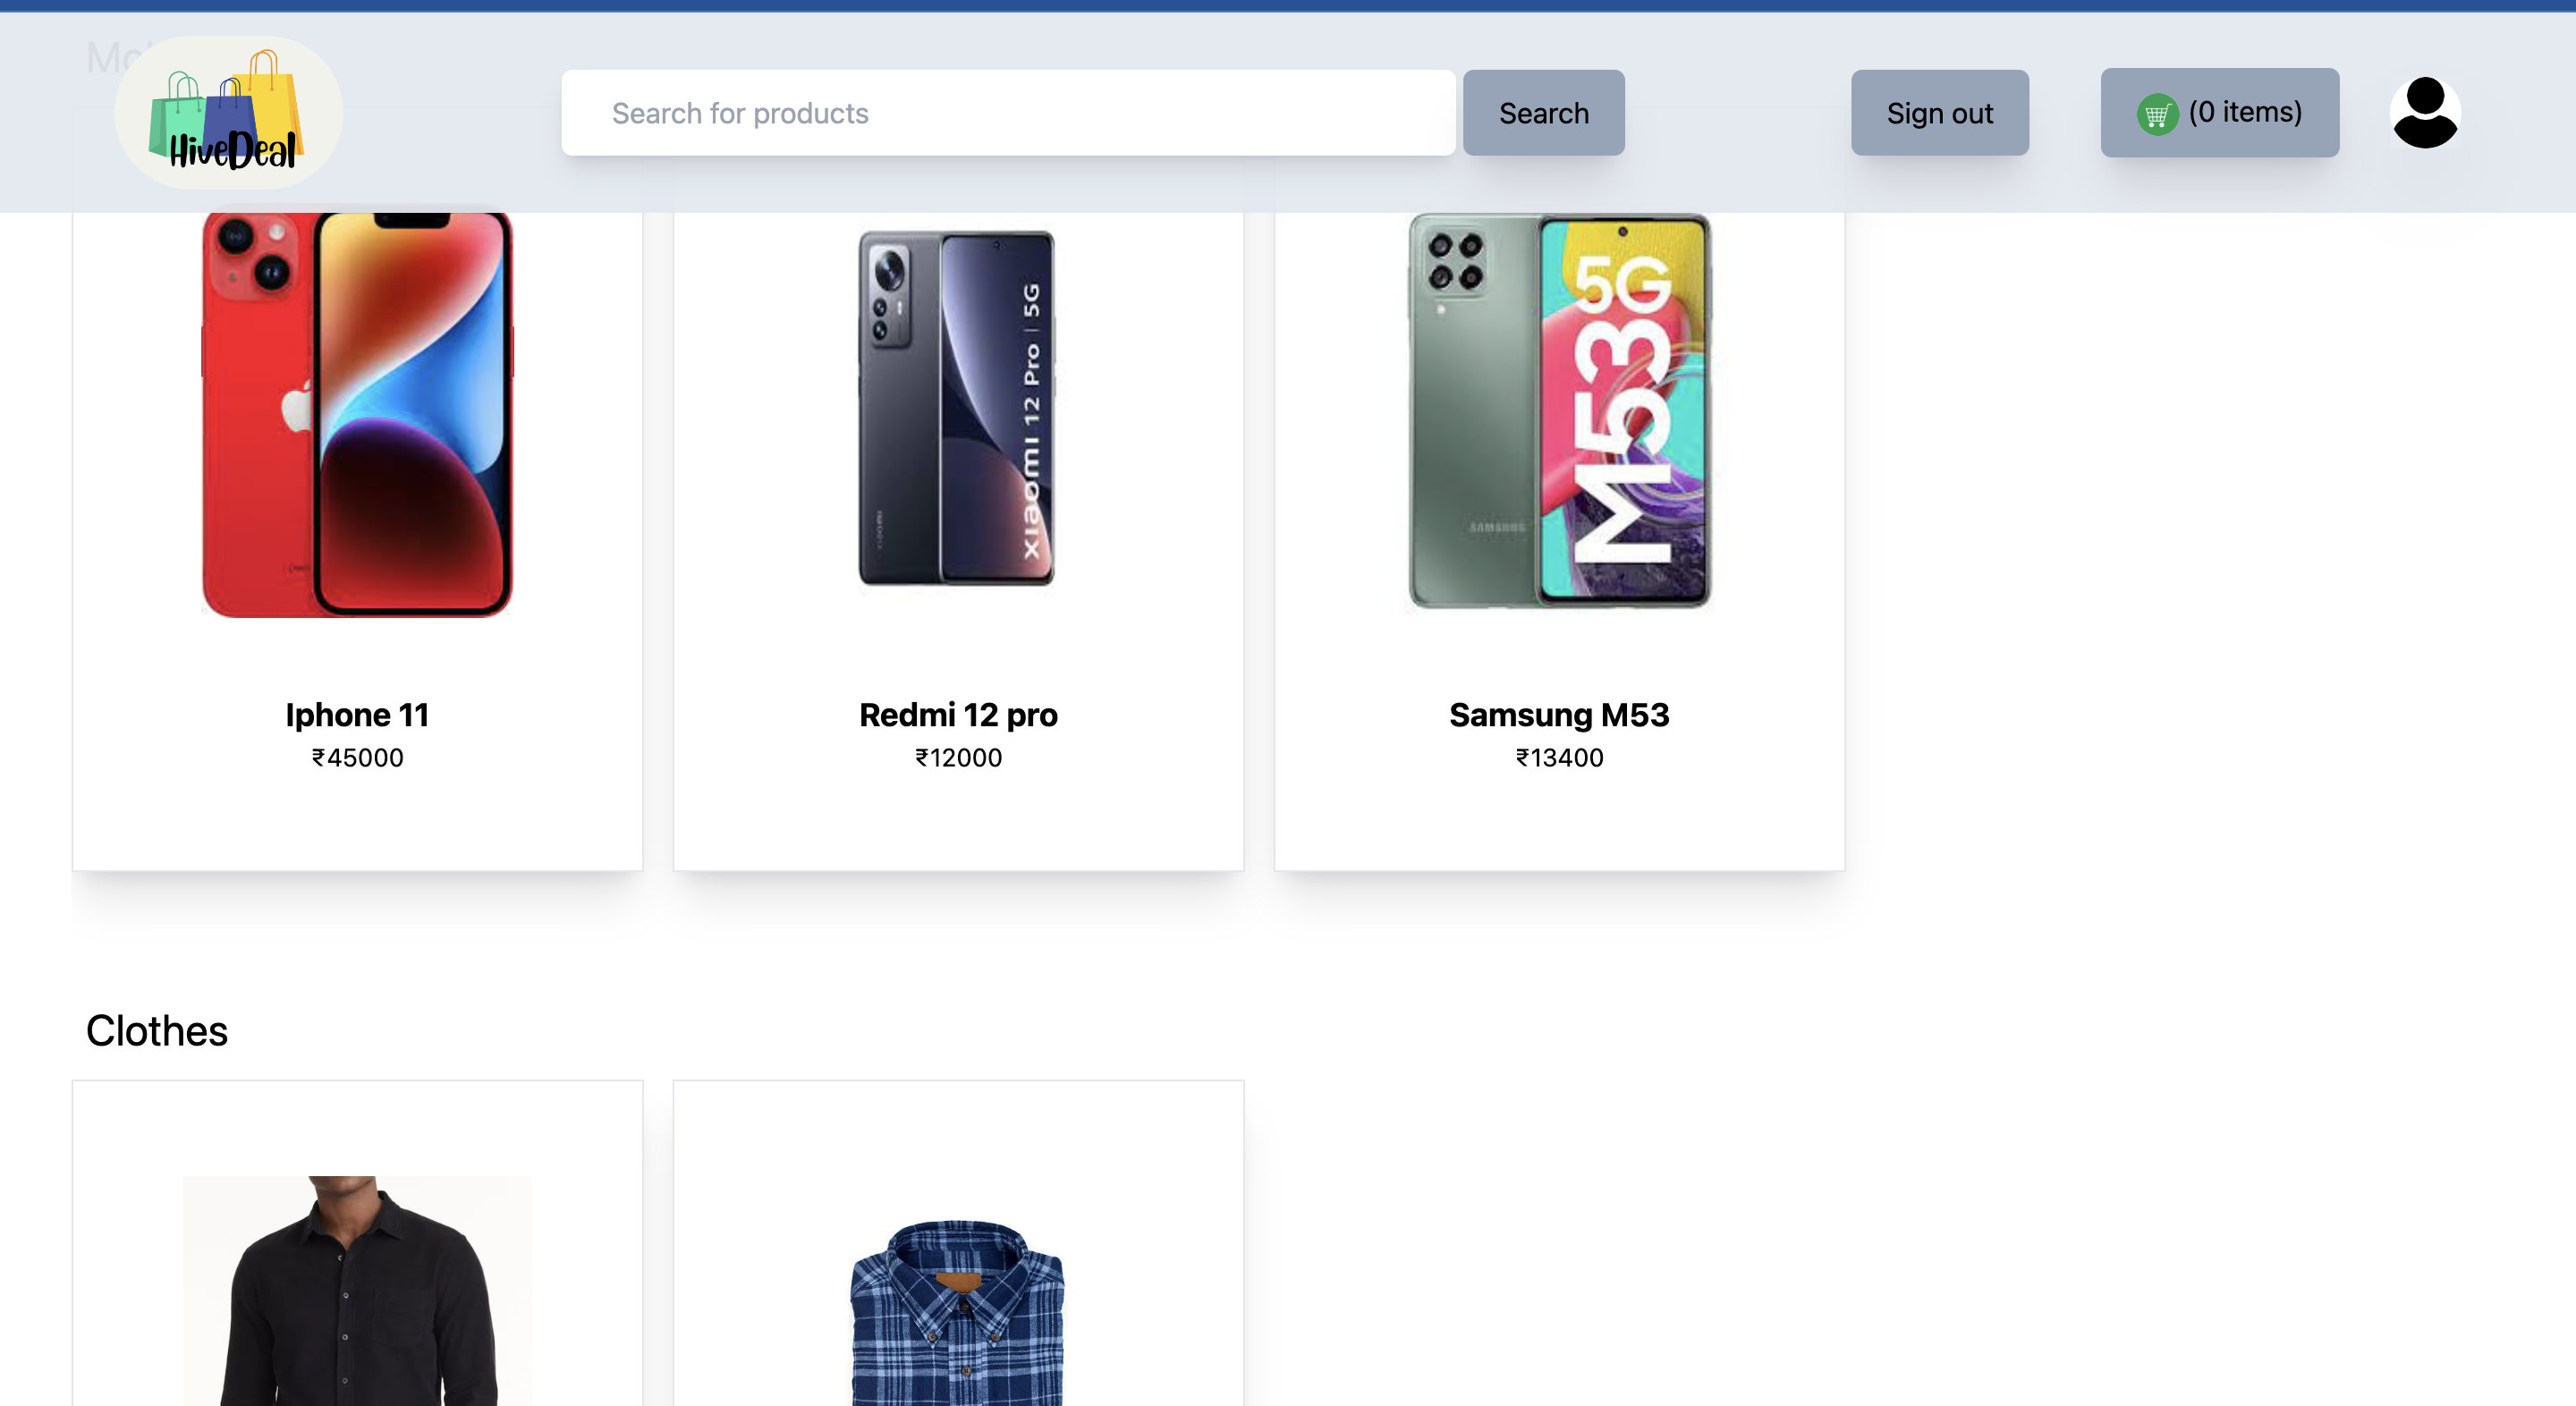 HiveDeal
Search for products
Search
Sign out
(0 items)
xiaomi 12 Pro | 5G
SAMSUNG
M53 5G
Iphone 11
₹45000
Redmi 12 pro
₹12000
Samsung M53
₹13400
Clothes